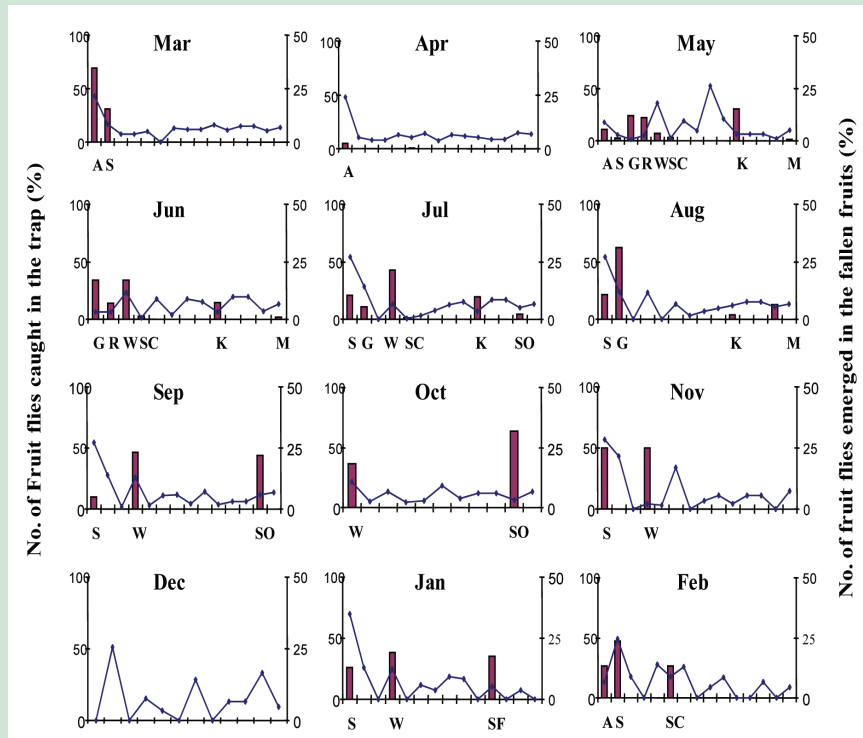 No. of Fruit flies caught in the trap (%)
Mar
100
50
0
50
25
0
A S
Apr
100
50
0
50
25
0
A
May
100
50
0
50
25
0
A S G R W SC K M
Jun
100
50
0
50
25
0
G R W SC K M
Jul
100
50
0
50
25
0
S G W SC K SO
Aug
100
50
0
50
25
0
S G K M
Sep
100
50
0
50
25
0
S W SO
Oct
100
50
0
50
25
0
W SO
Nov
100
50
0
50
25
0
S W
Dec
100
50
0
50
25
0
Jan
100
50
0
50
25
0
S W SF
Feb
100
50
0
50
25
0
A S SC
No. of fruit flies emerged in the fallen fruits (%)